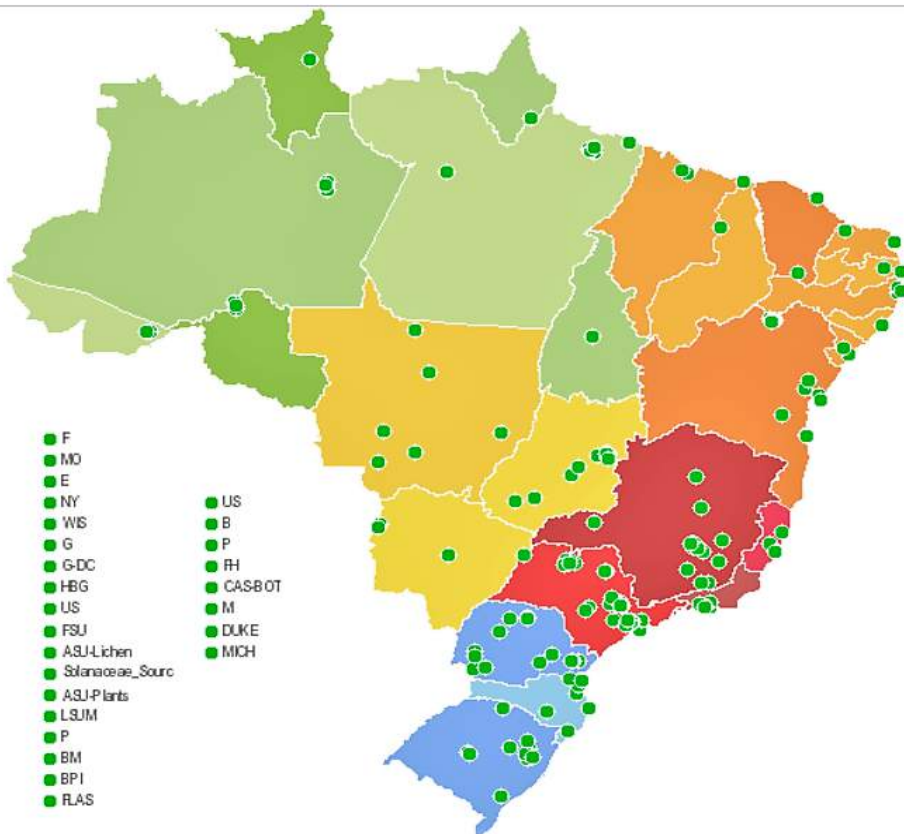 F
MO
E
NY
WIS
G
G-DC
HBG
US
FSU
ASU-Lichen
Solanaceae_Sourc
ASU-Plants
LSUM
P
BM
BPI
FLAS
US
B
P
FH
CAS-BOT
M
DUKE
MICH